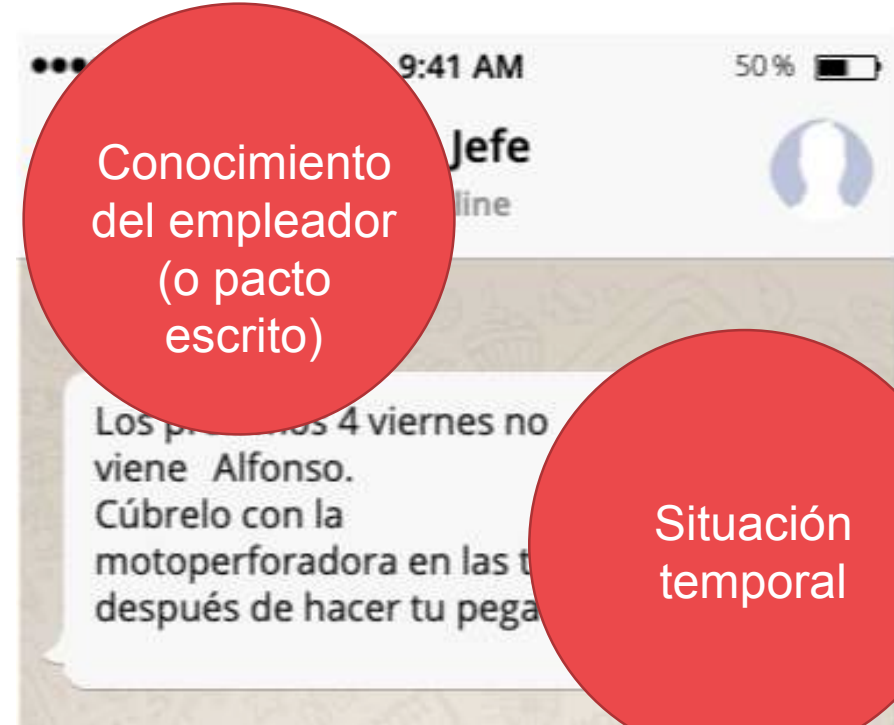 9:41 AM
50%
Conocimiento
del empleador
(o pacto
escrito)
Jefe
Los 4 viernes no
viene Alfonso.
Cúbrelo con la
motoperforadora en las
después de hacer tu pega
Situación
temporal